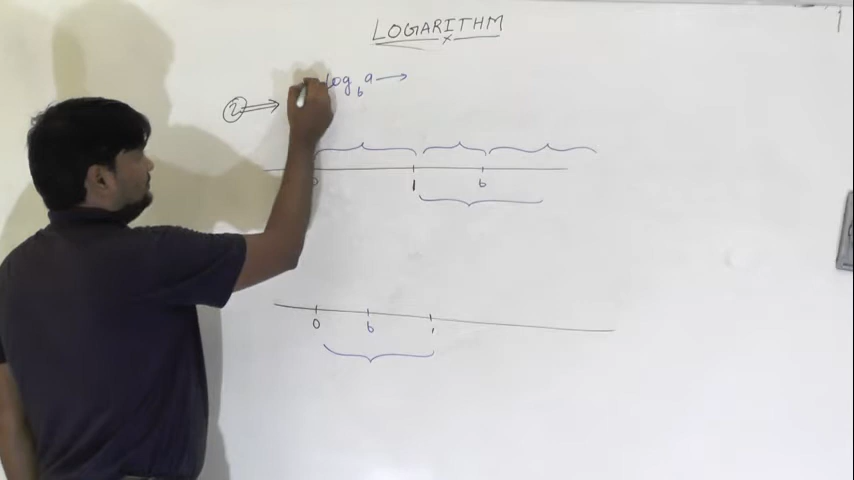 LOGARITHM
x
② ⇒ log_b a →
0 1 b
0 b 1